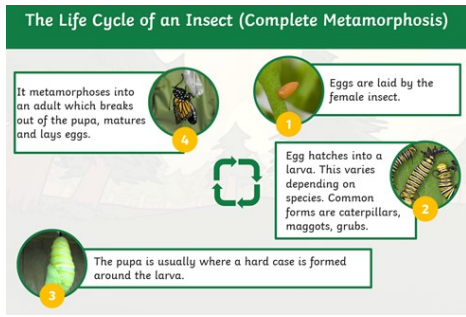 The Life Cycle of an Insect (Complete Metamorphosis)
Eggs are laid by the
female insect.
1
Egg hatches into a
larva. This varies
depending on
species. Common
forms are caterpillars,
maggots, grubs.
2
The pupa is usually where a hard case is formed
around the larva.
3
It metamorphoses into
an adult which breaks
out of the pupa, matures
and lays eggs.
4